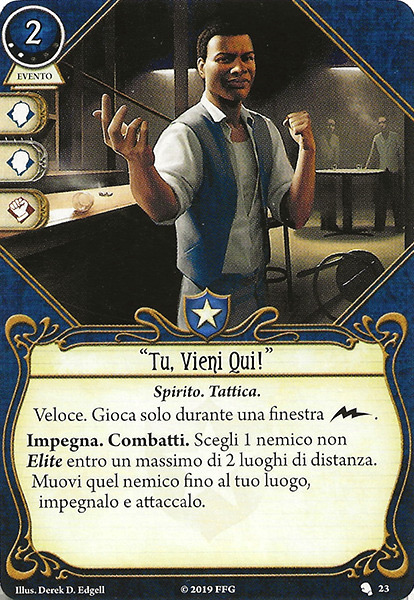 2
EVENTO
“Tu, Vieni Qui!”
Spirito. Tattica.
Veloce. Gioca solo durante una finestra .
Impegna. Combatti. Scegli 1 nemico non
Elite entro un massimo di 2 luoghi di distanza.
Muovi quel nemico fino al tuo luogo,
impegnalo e attaccalo.
Illus. Derek D. Edgell
© 2019 FFG
23